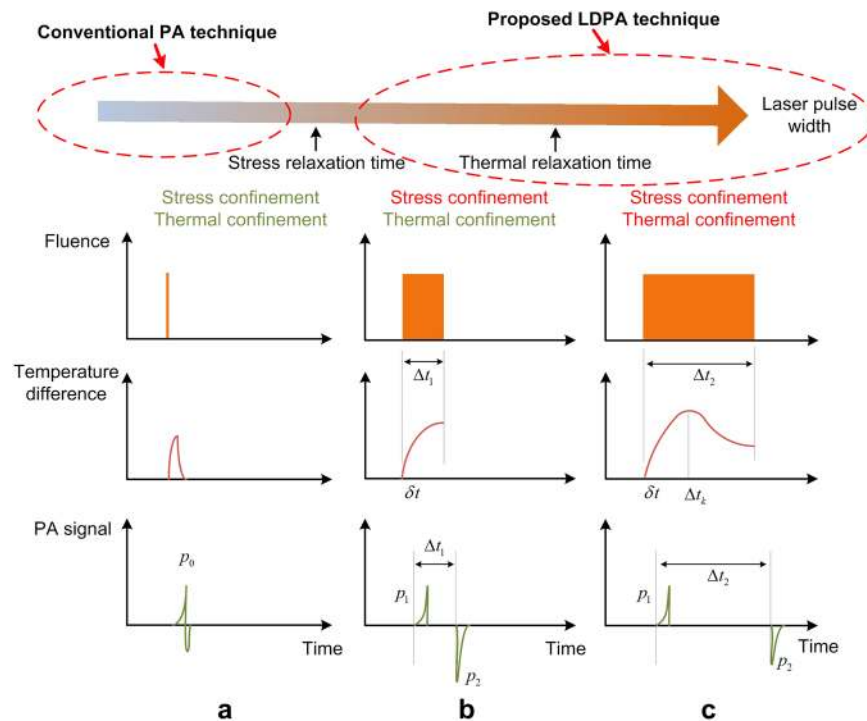 Proposed LDPA technique
Conventional PA technique
Laser pulse
width
Stress relaxation time
Thermal relaxation time
Stress confinement
Thermal confinement
Stress confinement
Thermal confinement
Stress confinement
Thermal confinement
Fluence
Temperature
difference
Δt₁
δt
Δt₂
δt
Δtₖ
PA signal
p₀
Time
Δt₁
p₁
p₂
Time
Δt₂
p₁
p₂
Time
a
b
c